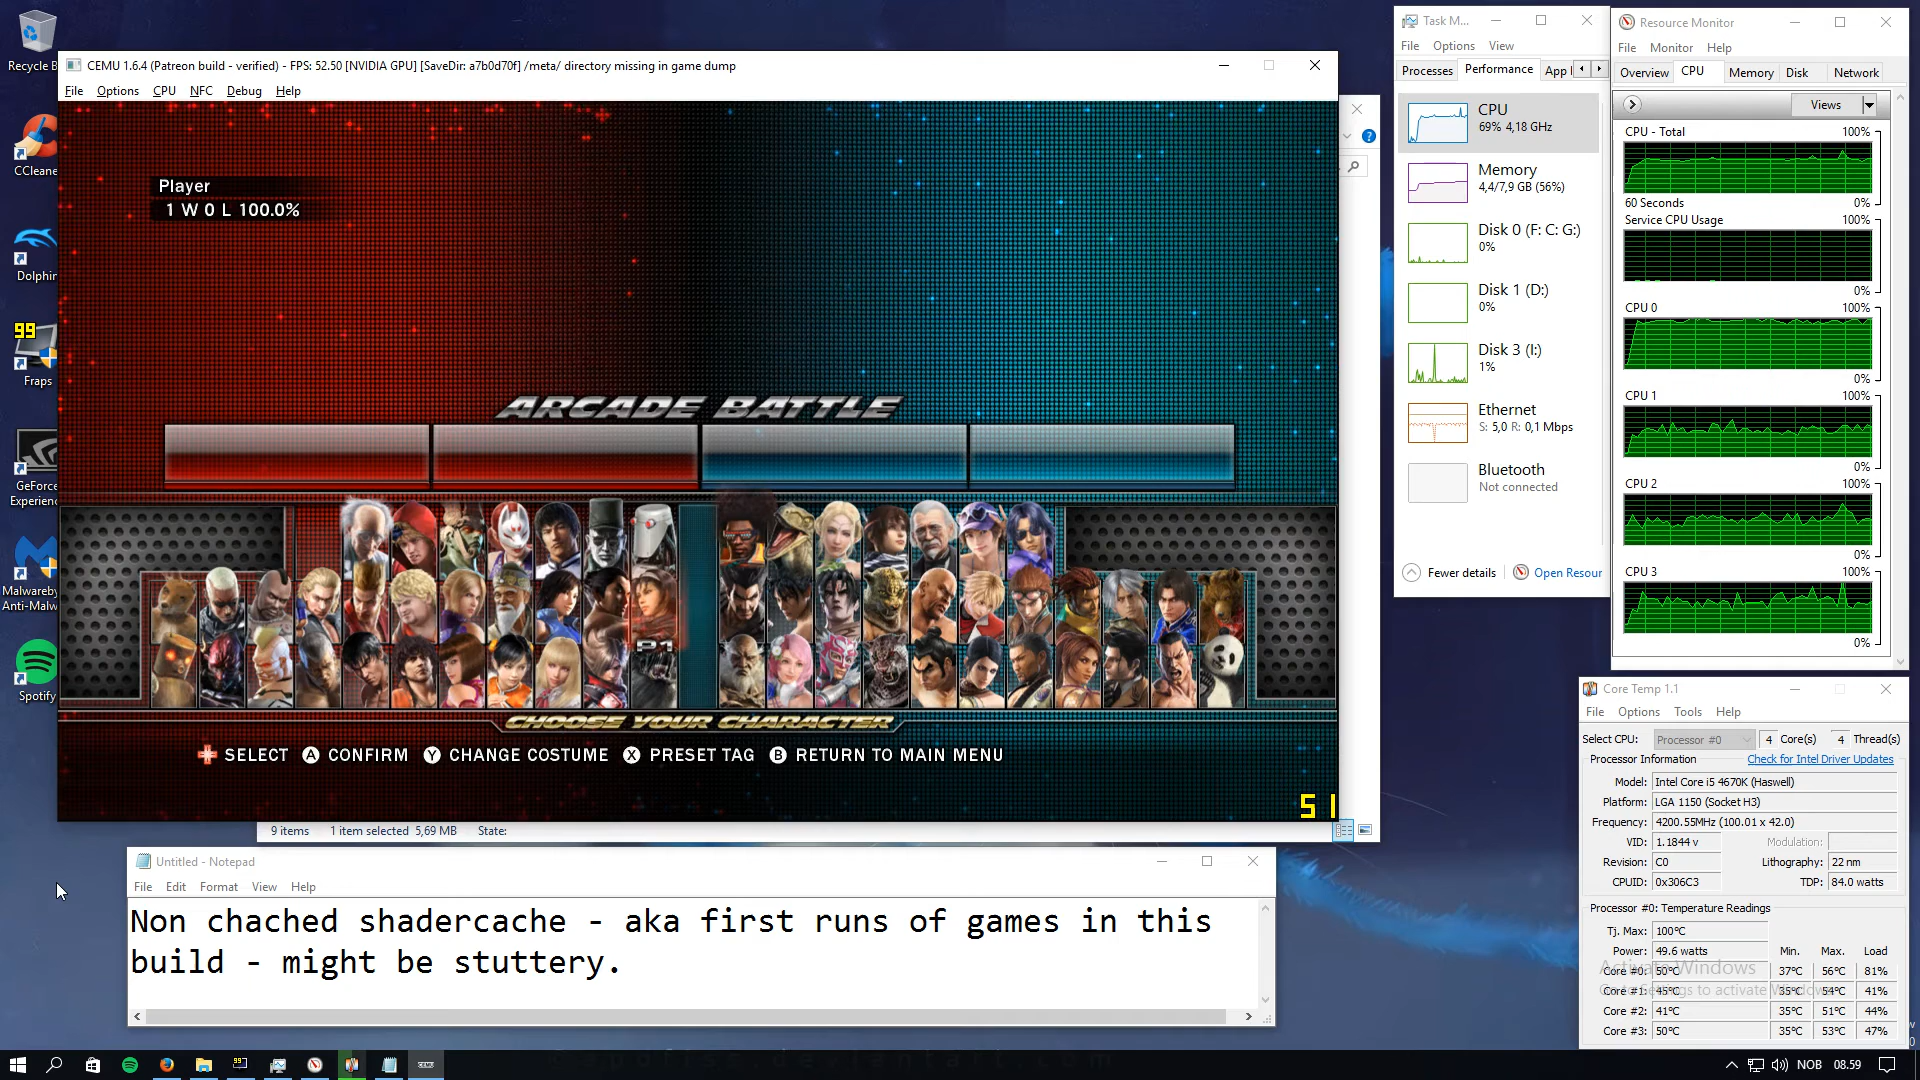 Recycle B
CCleane
Dolphin
99
Fraps
GeForce
Experienc
Malwareby
Anti-Malw
Spotify
CEMU 1.6.4 (Patreon build - verified) - FPS: 52.50 [NVIDIA GPU] [SaveDir: a7b0d70f] /meta/ directory missing in game dump
File Options CPU NFC Debug Help
Player
1 W 0 L 100.0%
ARCADE BATTLE
P1
CHOOSE YOUR CHARACTER
SELECT A CONFIRM Y CHANGE COSTUME X PRESET TAG B RETURN TO MAIN MENU
51
9 items 1 item selected 5,69 MB State:
Untitled - Notepad
File Edit Format View Help
Non chached shadercache - aka first runs of games in this
build - might be stuttery.
Task M...
File Options View
Processes Performance App
CPU
69% 4,18 GHz
Memory
4,4/7,9 GB (56%)
Disk 0 (F: C: G:)
0%
Disk 1 (D:)
0%
Disk 3 (I:)
1%
Ethernet
S: 5,0 R: 0,1 Mbps
Bluetooth
Not connected
Fewer details Open Resour
Resource Monitor
File Monitor Help
Overview CPU Memory Disk Network
Views
CPU - Total 100%
60 Seconds 0%
Service CPU Usage 100%
0%
CPU 0 100%
0%
CPU 1 100%
0%
CPU 2 100%
0%
CPU 3 100%
0%
Core Temp 1.1
File Options Tools Help
Select CPU: Processor #0 4 Core(s) 4 Thread(s)
Processor Information Check for Intel Driver Updates
Model: Intel Core i5 4670K (Haswell)
Platform: LGA 1150 (Socket H3)
Frequency: 4200.55MHz (100.01 x 42.0)
VID: 1.1844 v Modulation:
Revision: C0 Lithography: 22 nm
CPUID: 0x306C3 TDP: 84.0 watts
Processor #0: Temperature Readings
Tj. Max: 100°C
Power: 49.6 watts Min. Max. Load
Activate Windows
Core #0: 50°C 37°C 56°C 81%
Core #1: 45°C 35°C 54°C 41%
Core #2: 41°C 35°C 51°C 44%
Core #3: 50°C 35°C 53°C 47%
NOB 08.59